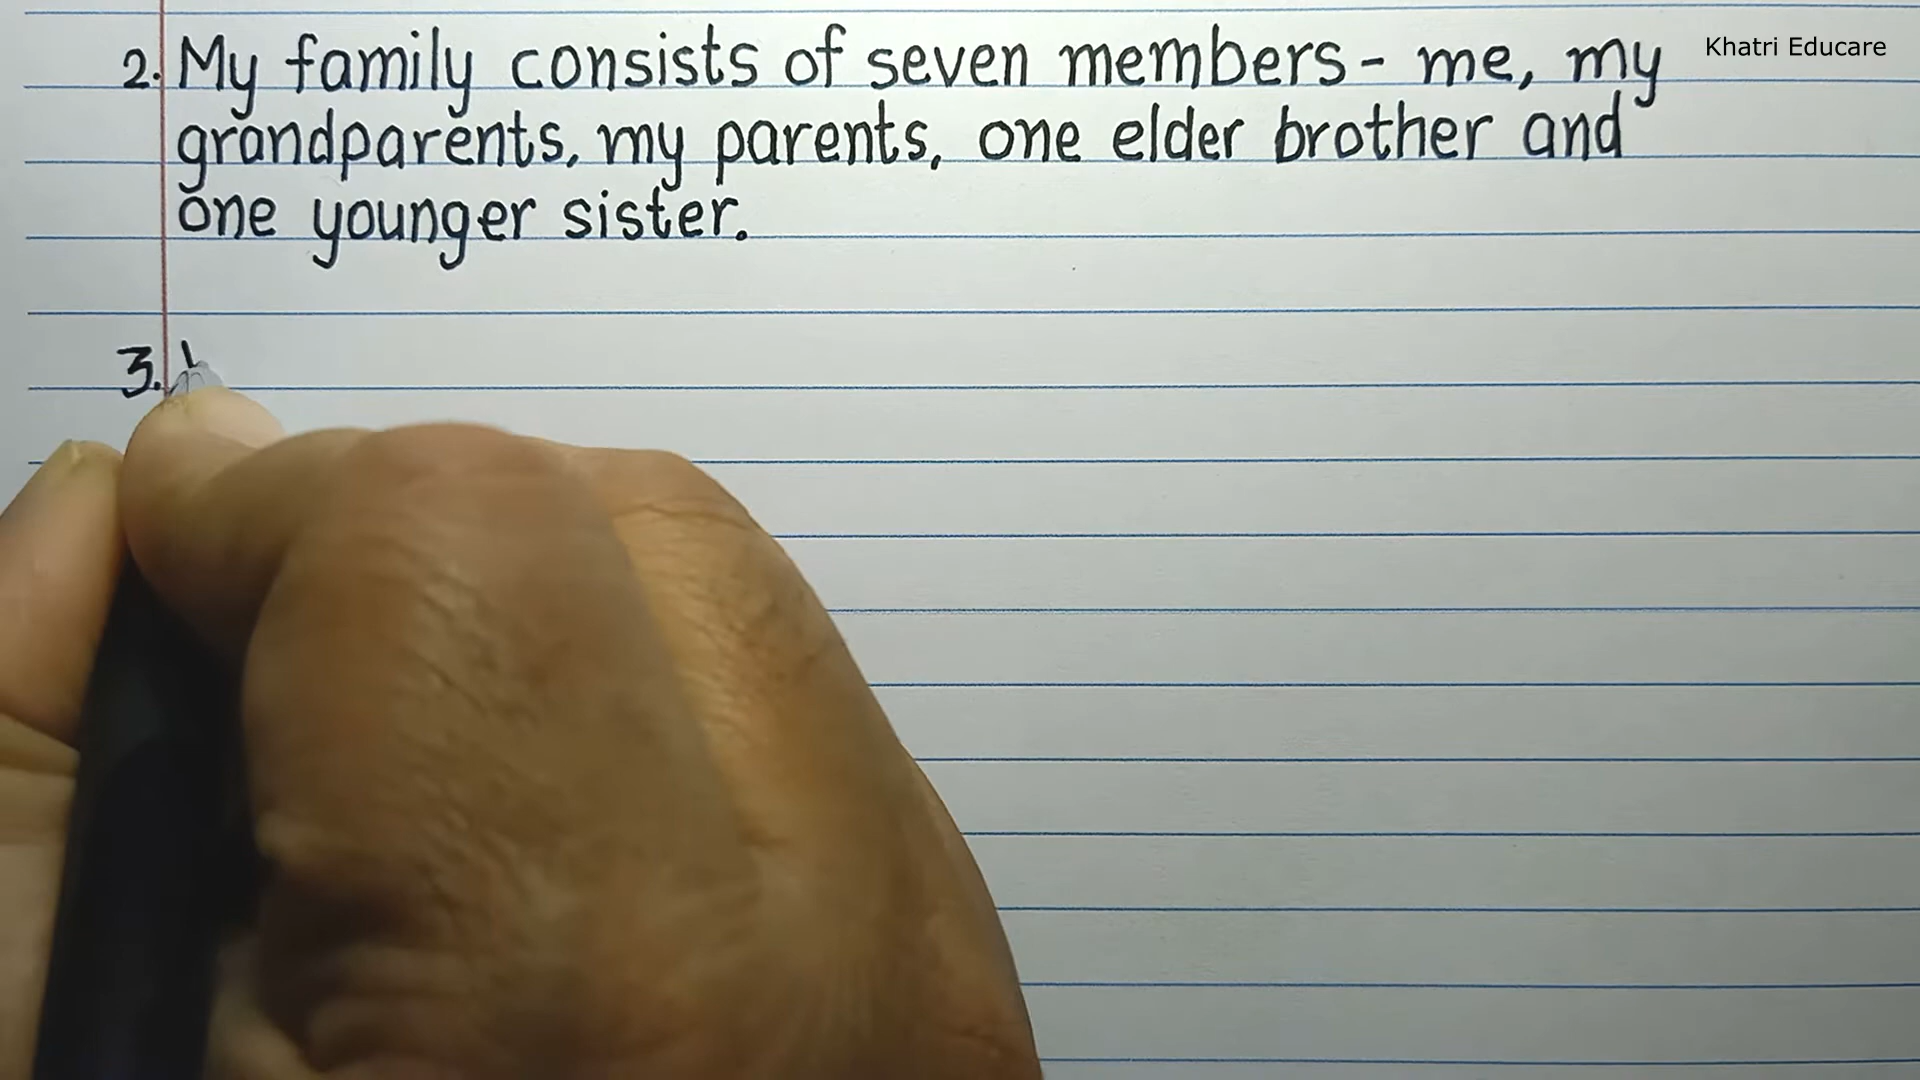 2. My family consists of seven members - me, my
Khatri Educare
grandparents, my parents, one elder brother and
one younger sister.
3.